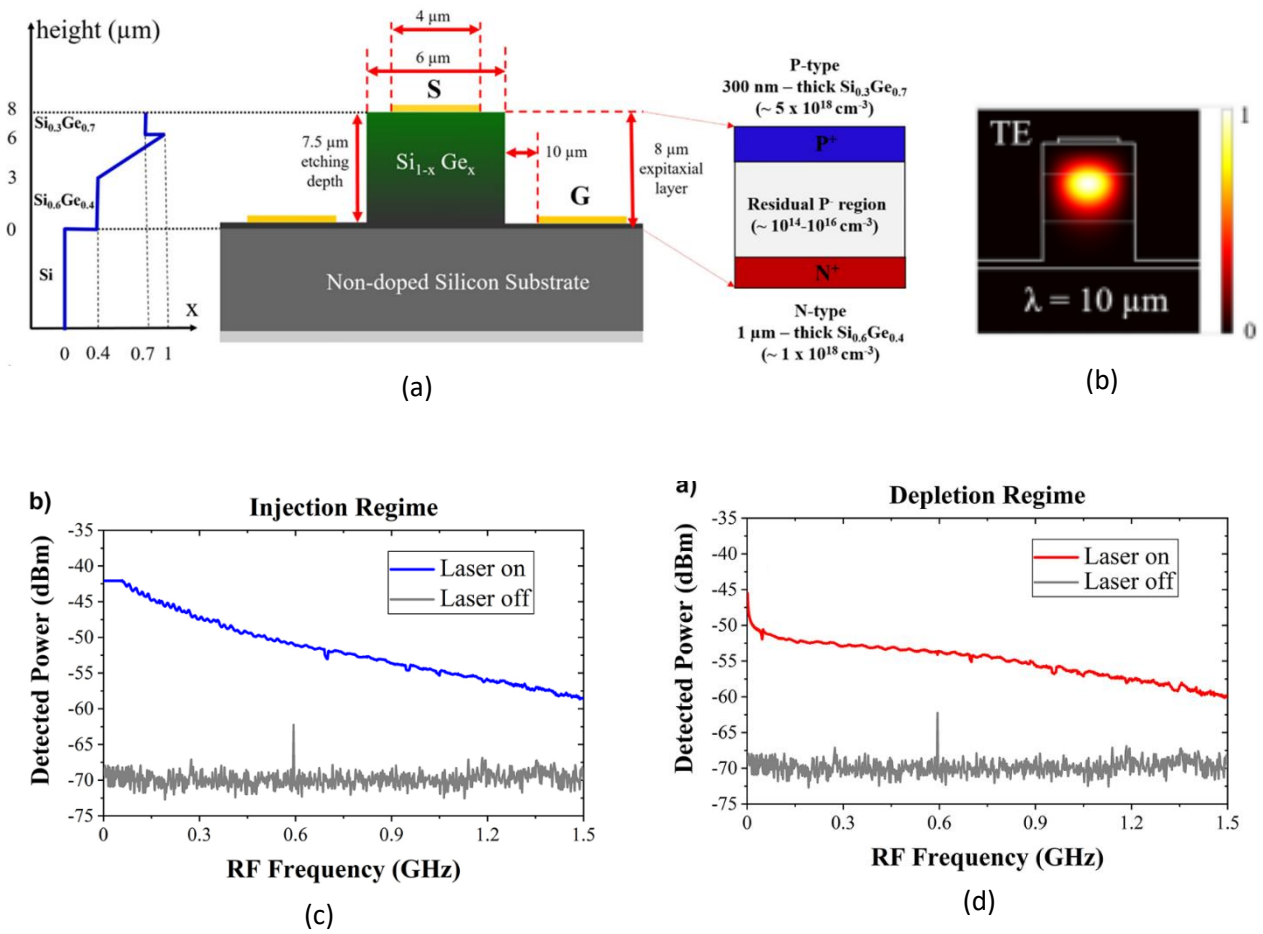 height (µm)
8
6
3
0
Si0.3Ge0.7
Si0.6Ge0.4
Si
X
0 0.4 0.7 1
4 µm
6 µm
S
7.5 µm
etching
depth
Si1-x Gex
10 µm
G
8 µm
expitaxial
layer
Non-doped Silicon Substrate
P-type
300 nm – thick Si0.3Ge0.7
(~ 5 x 10^18 cm^-3)
P+
Residual P- region
(~ 10^14-10^16 cm^-3)
N+
N-type
1 µm – thick Si0.6Ge0.4
(~ 1 x 10^18 cm^-3)
(a)
TE
λ = 10 µm
1
0
(b)
b)
Injection Regime
Detected Power (dBm)
-35
-40
-45
-50
-55
-60
-65
-70
-75
Laser on
Laser off
0 0.3 0.6 0.9 1.2 1.5
RF Frequency (GHz)
(c)
a)
Depletion Regime
Detected Power (dBm)
-35
-40
-45
-50
-55
-60
-65
-70
-75
Laser on
Laser off
0 0.3 0.6 0.9 1.2 1.5
RF Frequency (GHz)
(d)